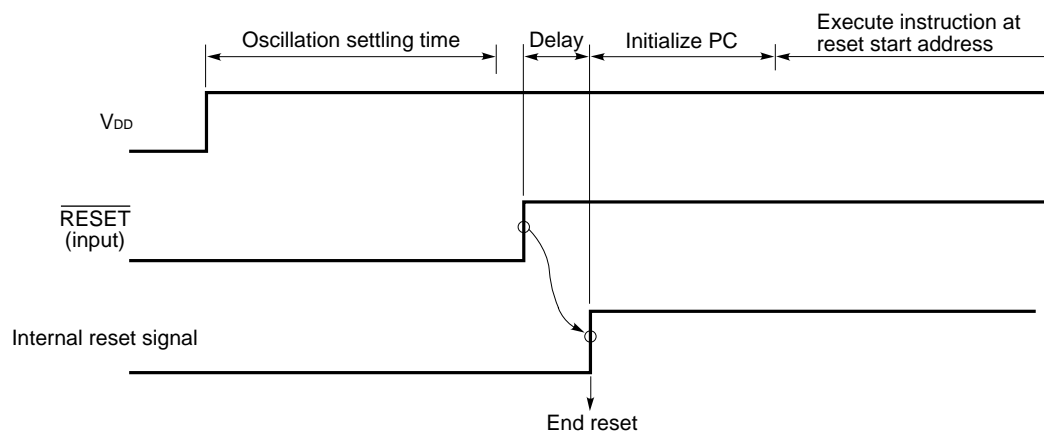 Oscillation settling time
Delay
Initialize PC
Execute instruction at
reset start address
VDD
RESET
(input)
Internal reset signal
End reset